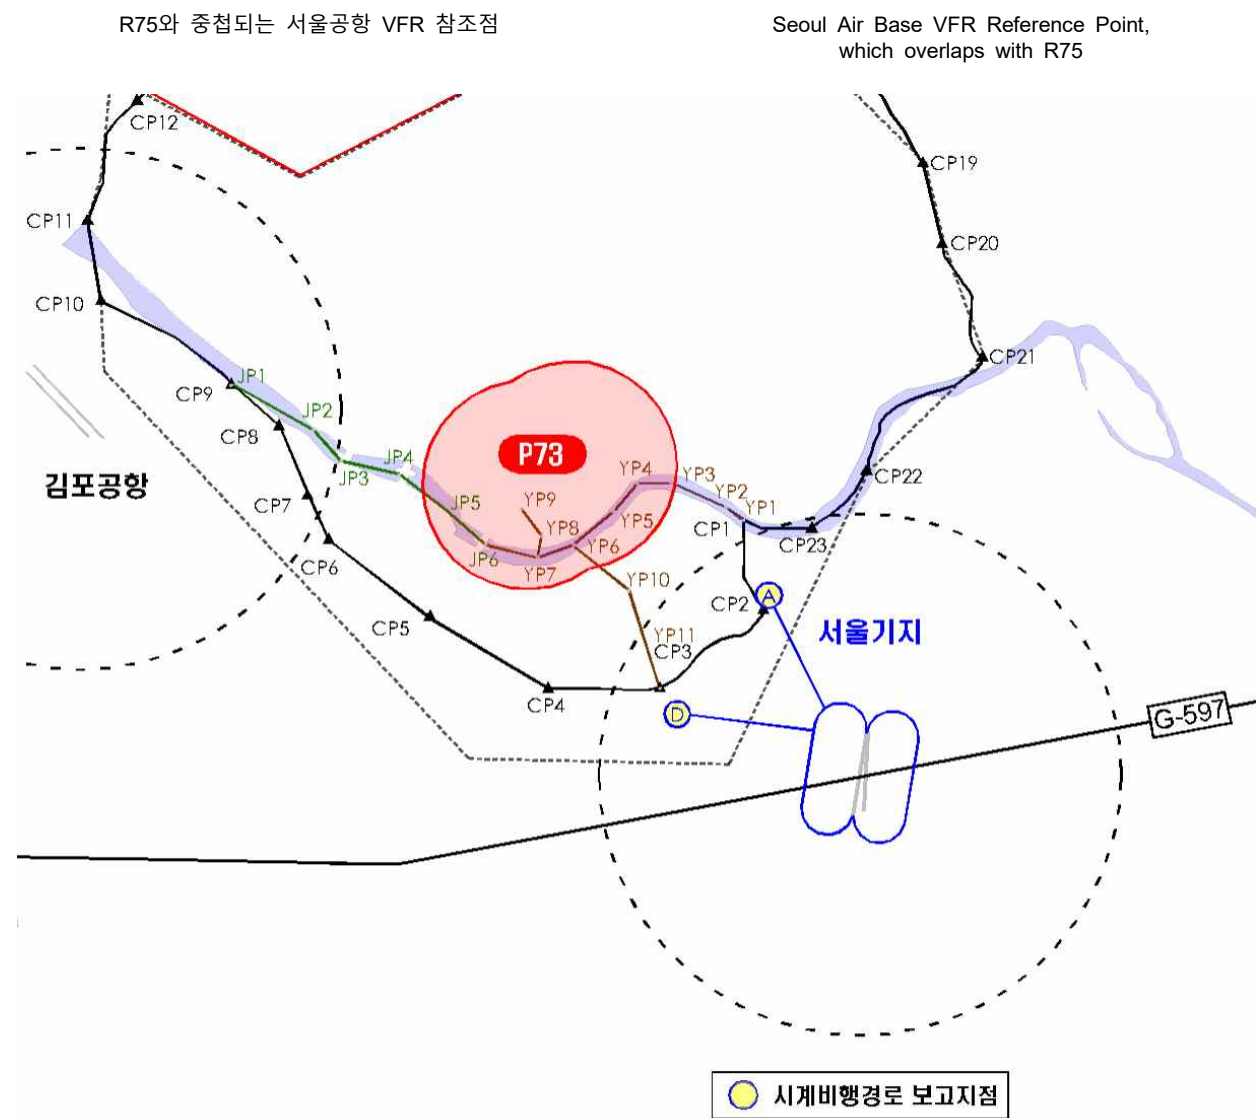 R75와 중첩되는 서울공항 VFR 참조점
Seoul Air Base VFR Reference Point,
which overlaps with R75
CP12
CP19
CP11
CP20
CP10
CP21
JP1
CP9
JP2
CP8
P73
JP4
JP3
YP4
YP3
CP22
김포공항
CP7
JP5
YP9
YP2
YP1
YP5
YP8
CP1
CP23
JP6
YP6
CP6
YP7
YP10
CP2
A
CP5
YP11
서울기지
CP3
CP4
D
G-597
시계비행경로 보고지점